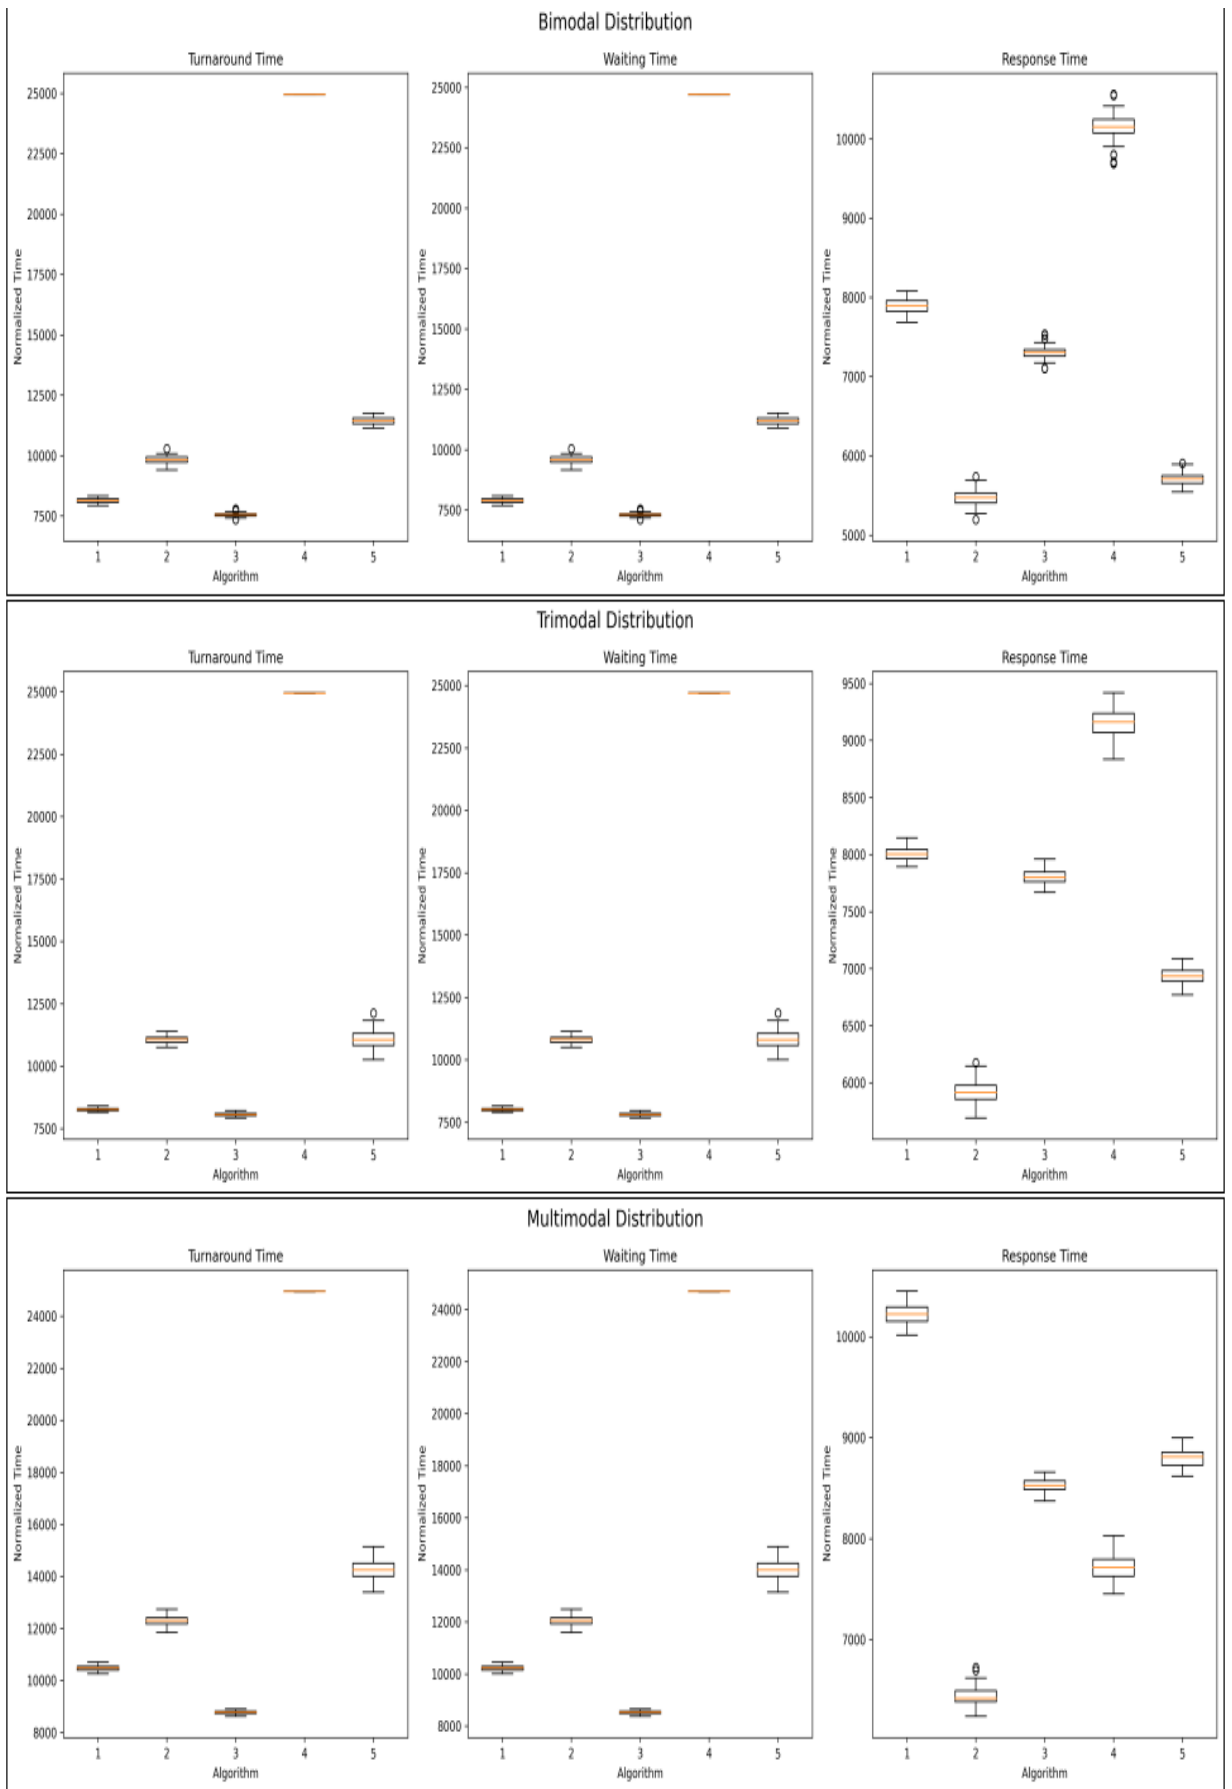 Bimodal Distribution
Turnaround Time
Waiting Time
Response Time
Normalized Time
25000
22500
20000
17500
15000
12500
10000
7500
1 2 3 4 5
Algorithm
Normalized Time
25000
22500
20000
17500
15000
12500
10000
7500
1 2 3 4 5
Algorithm
Normalized Time
10000
9000
8000
7000
6000
5000
1 2 3 4 5
Algorithm
Trimodal Distribution
Turnaround Time
Waiting Time
Response Time
Normalized Time
25000
22500
20000
17500
15000
12500
10000
7500
1 2 3 4 5
Algorithm
Normalized Time
25000
22500
20000
17500
15000
12500
10000
7500
1 2 3 4 5
Algorithm
Normalized Time
9500
9000
8500
8000
7500
7000
6500
6000
1 2 3 4 5
Algorithm
Multimodal Distribution
Turnaround Time
Waiting Time
Response Time
Normalized Time
24000
22000
20000
18000
16000
14000
12000
10000
8000
1 2 3 4 5
Algorithm
Normalized Time
24000
22000
20000
18000
16000
14000
12000
10000
8000
1 2 3 4 5
Algorithm
Normalized Time
10000
9000
8000
7000
1 2 3 4 5
Algorithm